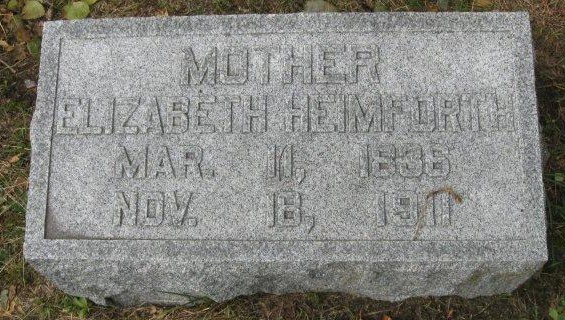 MOTHER
ELIZABETH HEIMFORTH
MAR. 11, 1836
NOV. 18, 1911